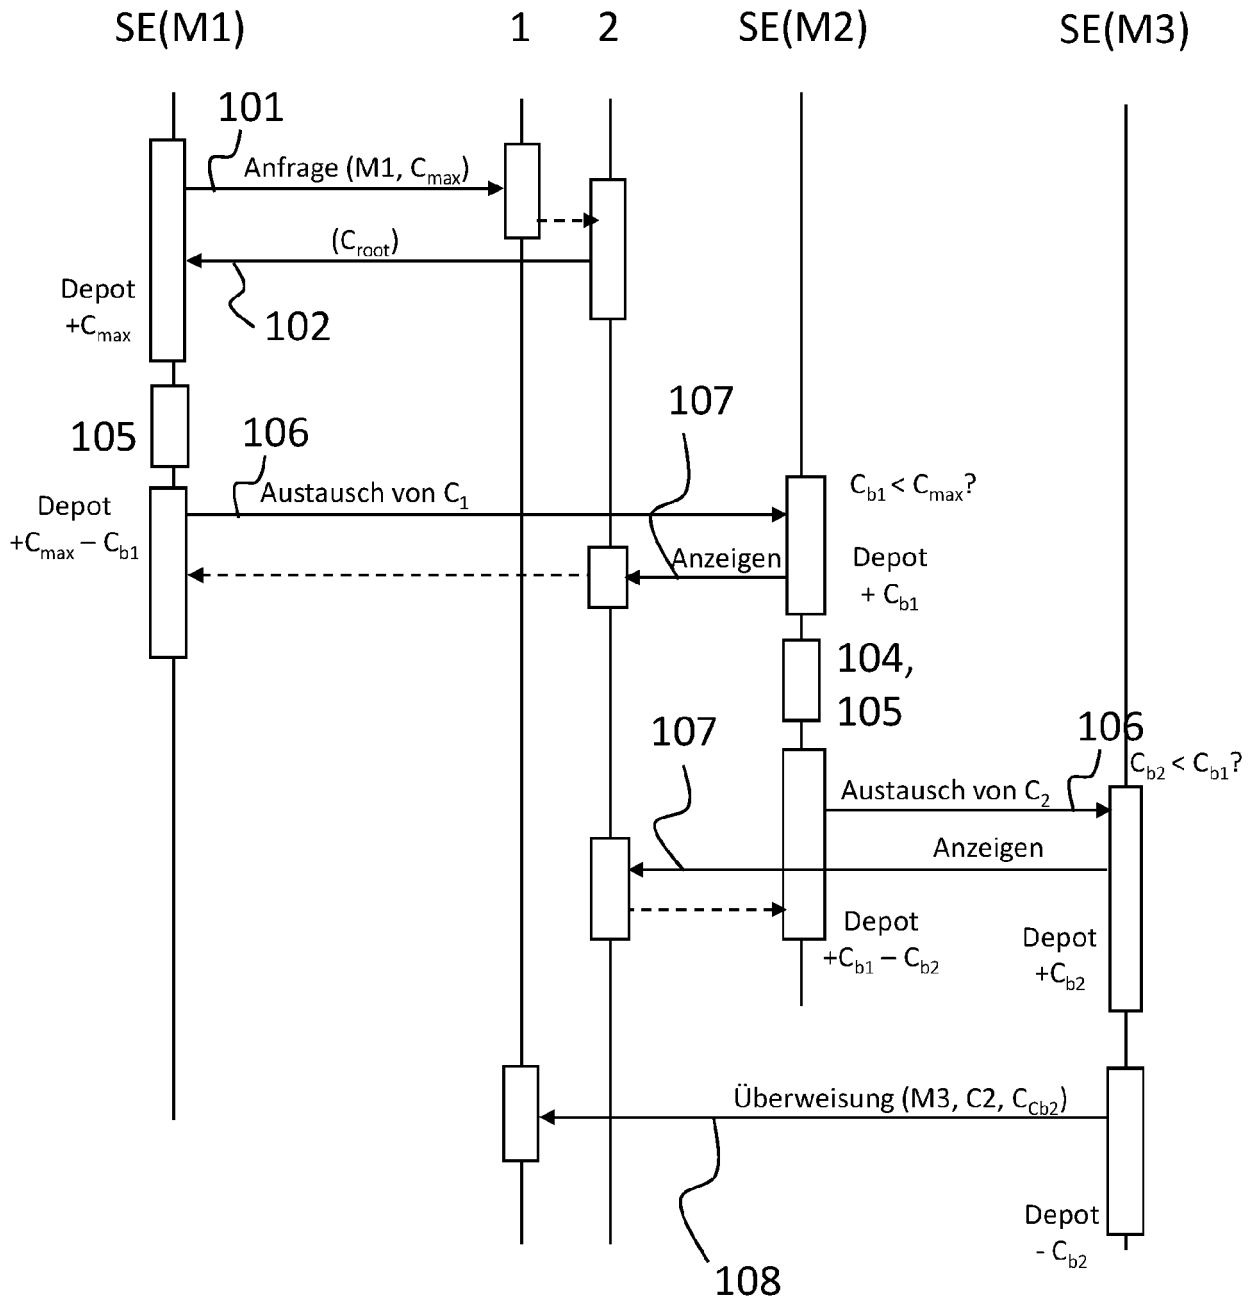 SE(M1) 1 2 SE(M2) SE(M3)
101
Anfrage (M1, Cmax)
(Croot)
Depot
+Cmax
102
107
105
106
Cb1 < Cmax?
Austausch von C1
Depot
+Cmax – Cb1
Anzeigen
Depot
+ Cb1
104,
105
107
106
Cb2 < Cb1?
Austausch von C2
Anzeigen
Depot
+Cb1 – Cb2
Depot
+Cb2
Überweisung (M3, C2, CCb2)
Depot
- Cb2
108